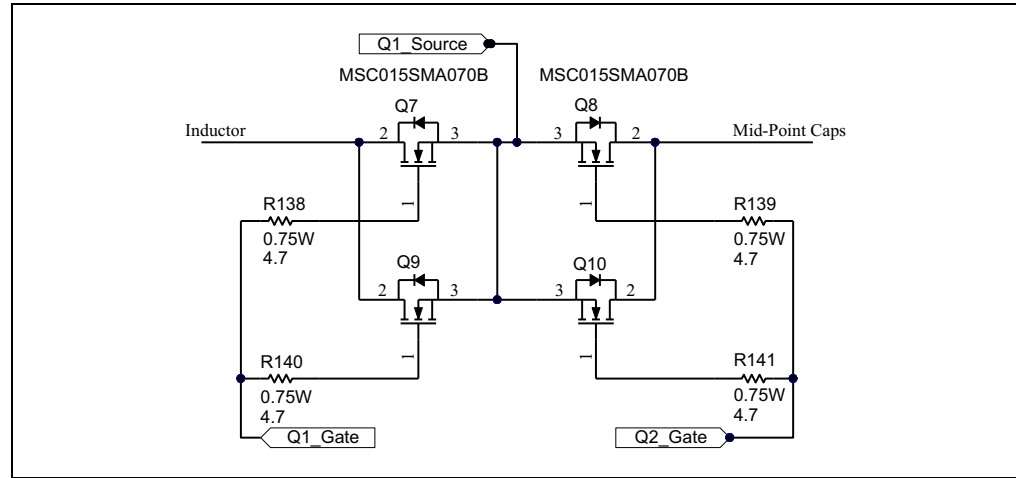 Q1_Source
MSC015SMA070B MSC015SMA070B
Q7 Q8
Inductor 2 3 3 2 Mid-Point Caps
1 1
R138 R139
0.75W 0.75W
4.7 4.7
Q9 Q10
2 3 3 2
1 1
R140 R141
0.75W 0.75W
4.7 4.7
Q1_Gate Q2_Gate